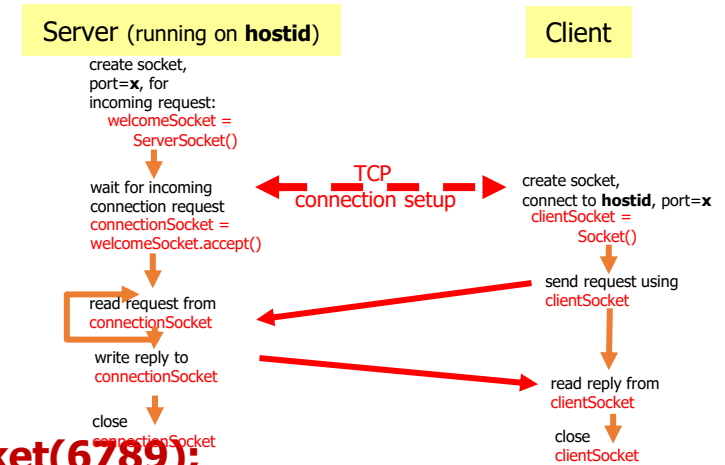 Server (running on hostid)
create socket,
port=x, for
incoming request:
welcomeSocket =
ServerSocket()
wait for incoming
connection request
connectionSocket =
welcomeSocket.accept()
read request from
connectionSocket
write reply to
connectionSocket
close
connectionSocket
ket(6789);
TCP
connection setup
Client
create socket,
connect to hostid, port=x
clientSocket =
Socket()
send request using
clientSocket
read reply from
clientSocket
close
clientSocket